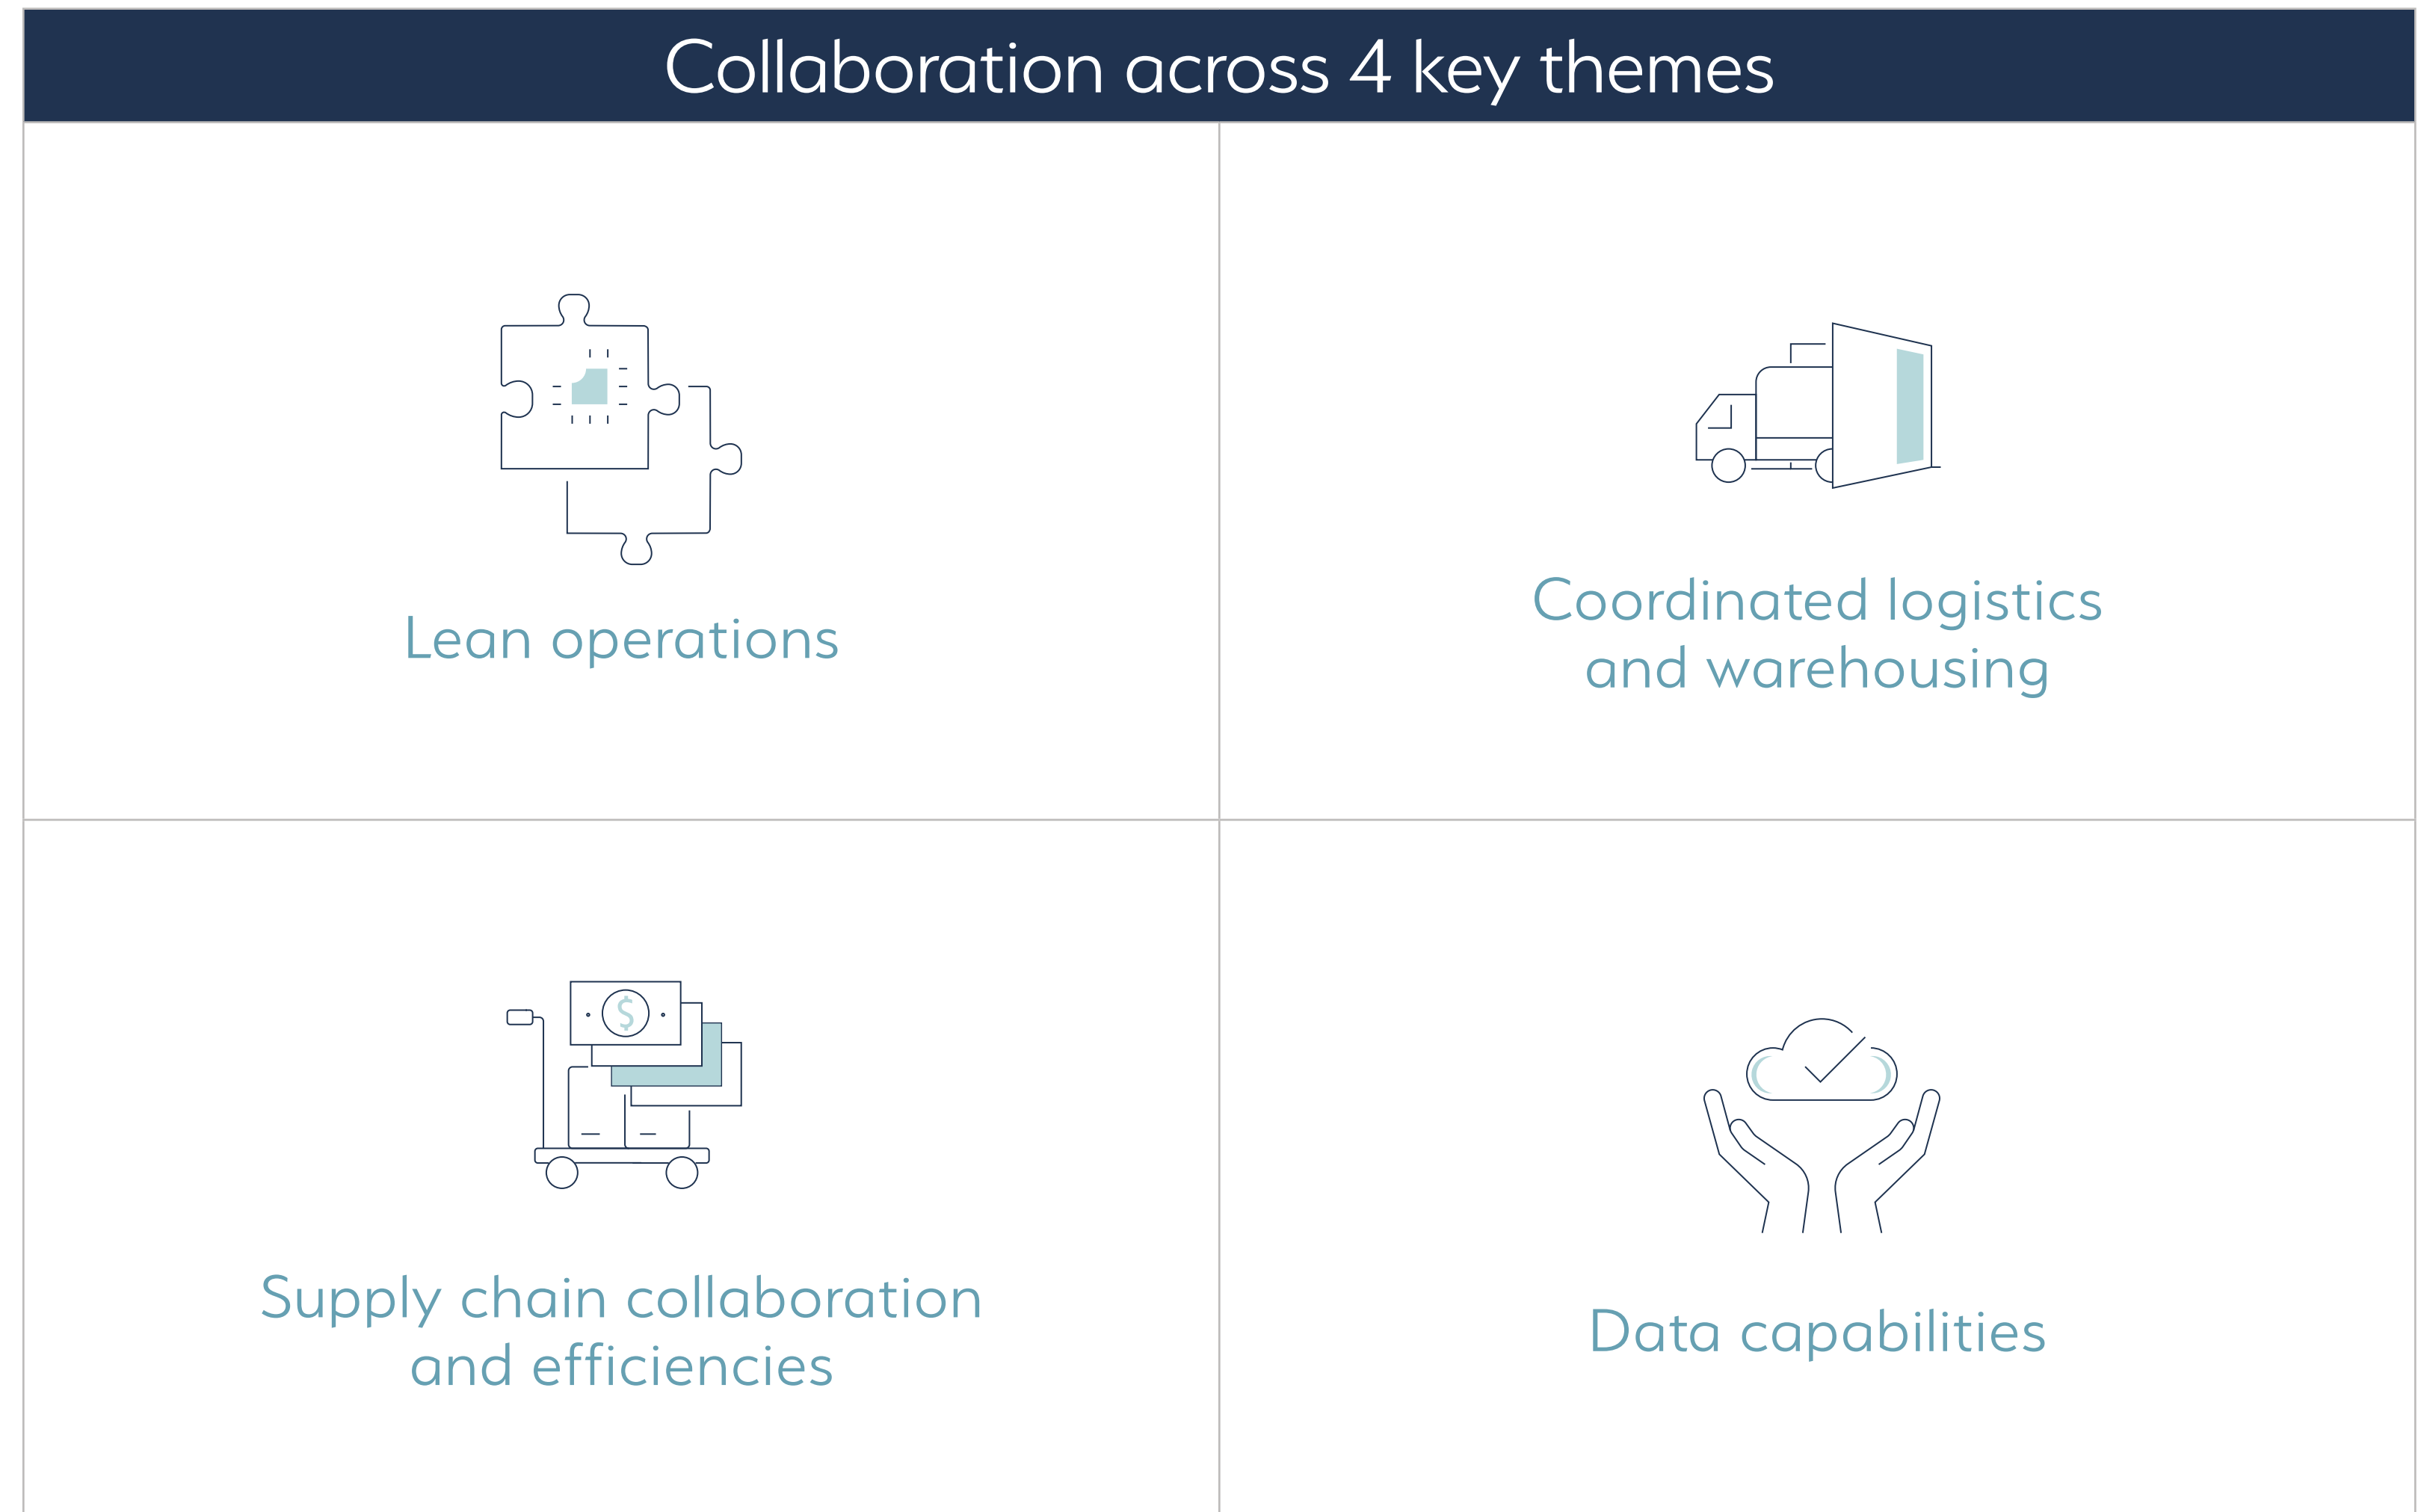 Collaboration across 4 key themes
Lean operations
Coordinated logistics
and warehousing
$
Supply chain collaboration
and efficiencies
Data capabilities